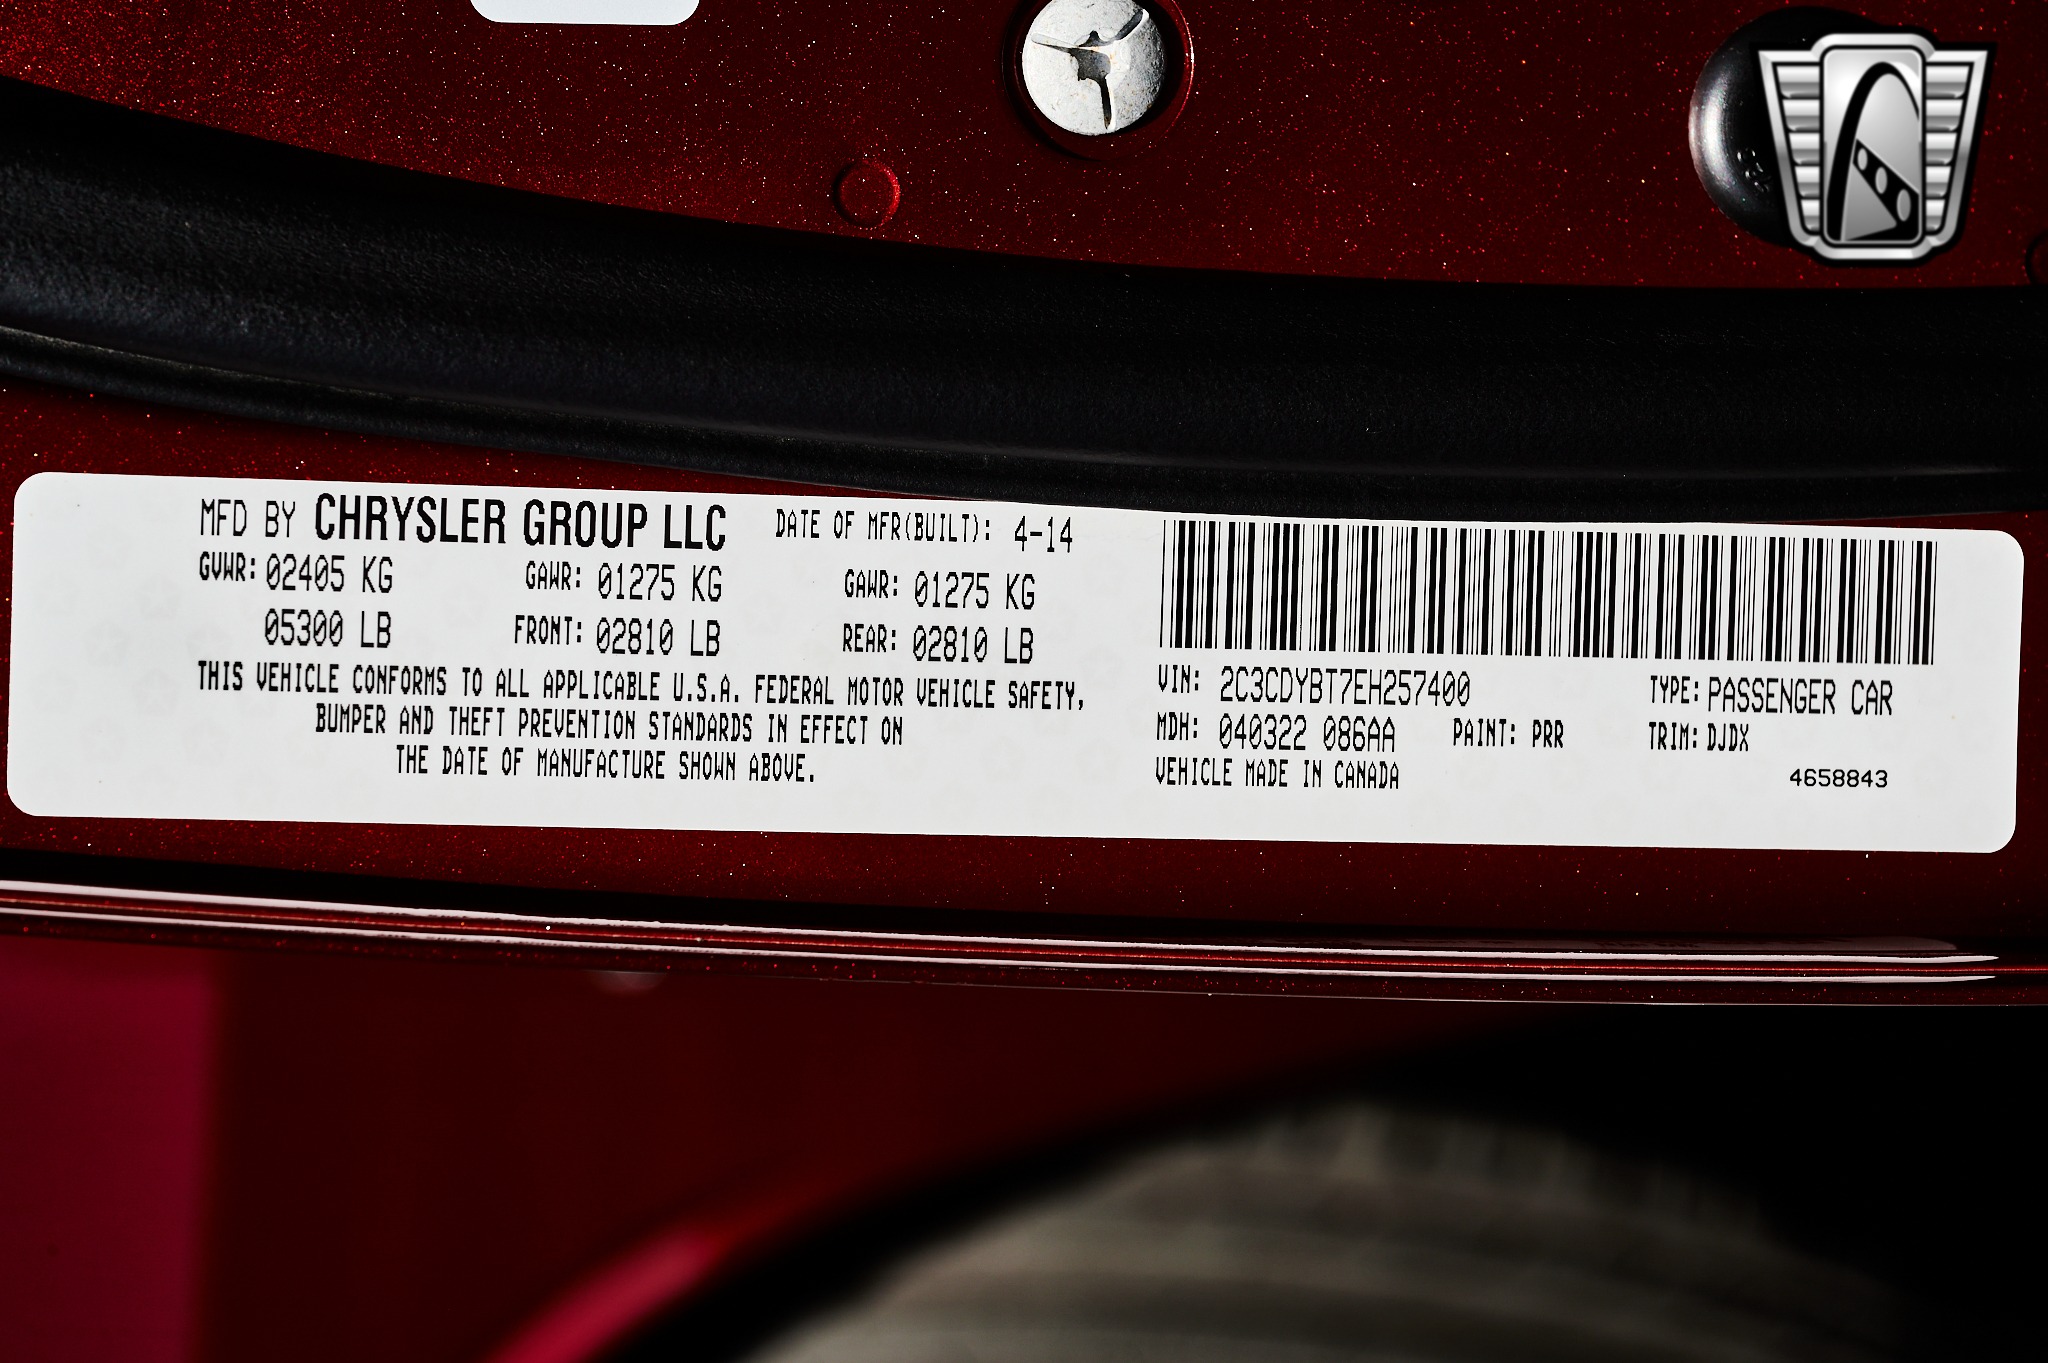 MFD BY CHRYSLER GROUP LLC DATE OF MFR(BUILT): 4-14
GVWR: 02405 KG GAWR: 01275 KG GAWR: 01275 KG
05300 LB FRONT: 02810 LB REAR: 02810 LB
THIS VEHICLE CONFORMS TO ALL APPLICABLE U.S.A. FEDERAL MOTOR VEHICLE SAFETY,
BUMPER AND THEFT PREVENTION STANDARDS IN EFFECT ON
THE DATE OF MANUFACTURE SHOWN ABOVE.
VIN: 2C3CDYBT7EH257400 TYPE: PASSENGER CAR
MDH: 040322 086AA PAINT: PRR TRIM: DJDX
VEHICLE MADE IN CANADA
4658843